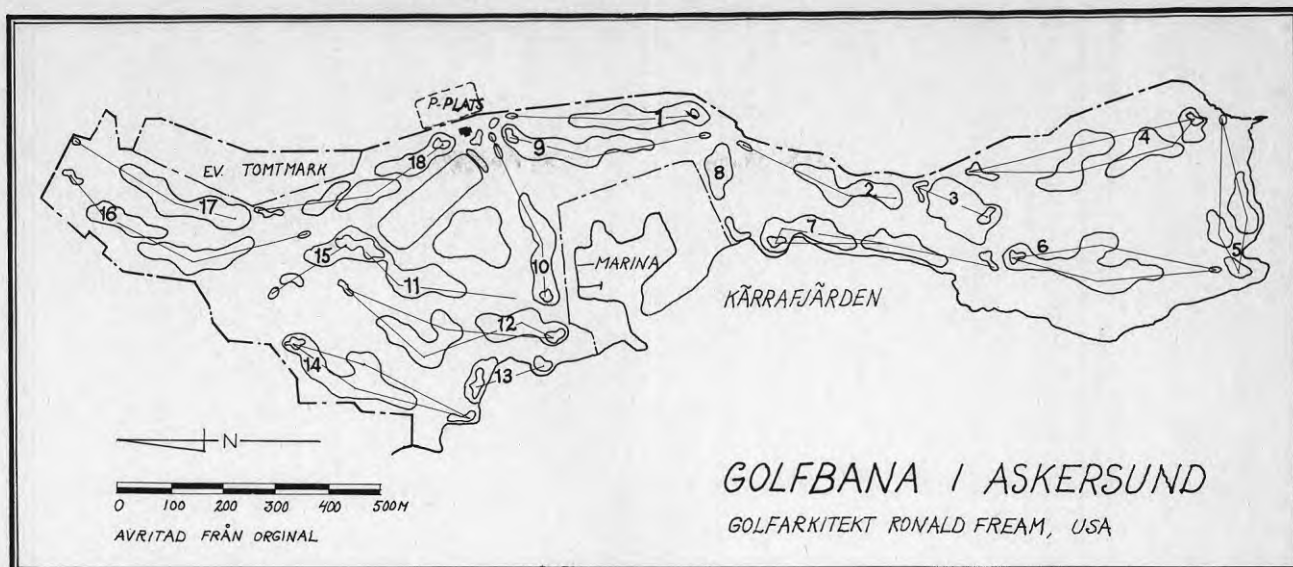 P-PLATS
1
9
18
4
EV. TOMTMARK
8
2
3
17
16
7
6
15
5
MARINA
11
10
KÄRRAFJÄRDEN
12
14
13
N
0 100 200 300 400 500M
AVRITAD FRÅN ORGINAL
GOLFBANA I ASKERSUND
GOLFARKITEKT RONALD FREAM, USA